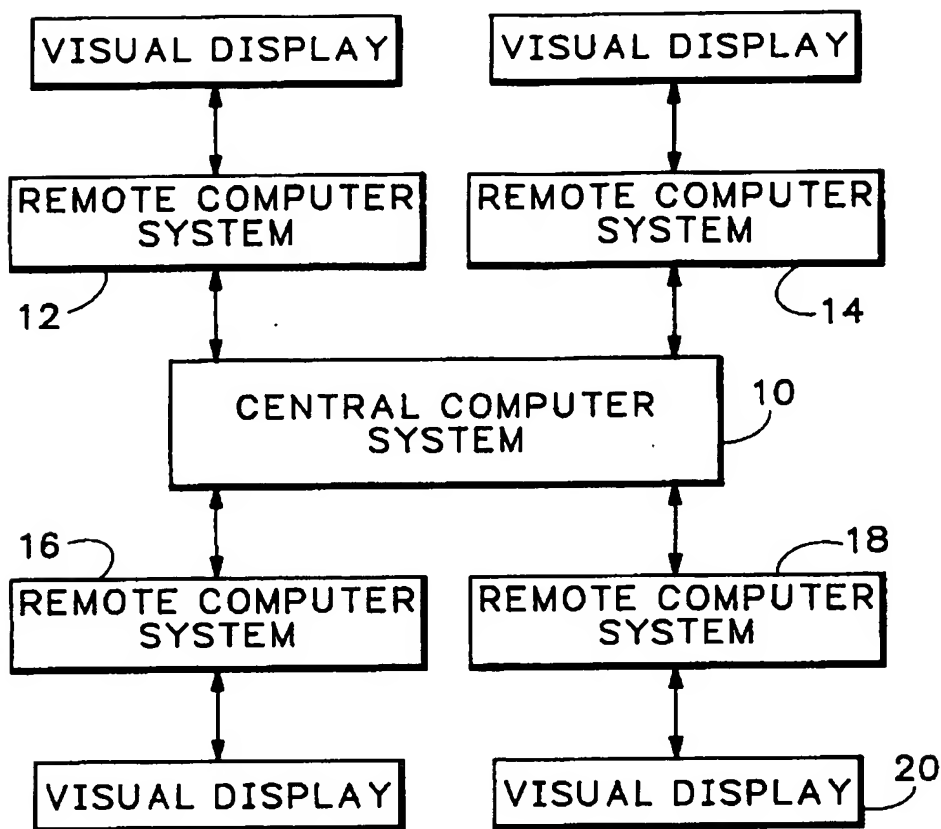 VISUAL DISPLAY
VISUAL DISPLAY
REMOTE COMPUTER
SYSTEM
REMOTE COMPUTER
SYSTEM
12
14
CENTRAL COMPUTER
SYSTEM
10
16
18
REMOTE COMPUTER
SYSTEM
REMOTE COMPUTER
SYSTEM
VISUAL DISPLAY
VISUAL DISPLAY
20